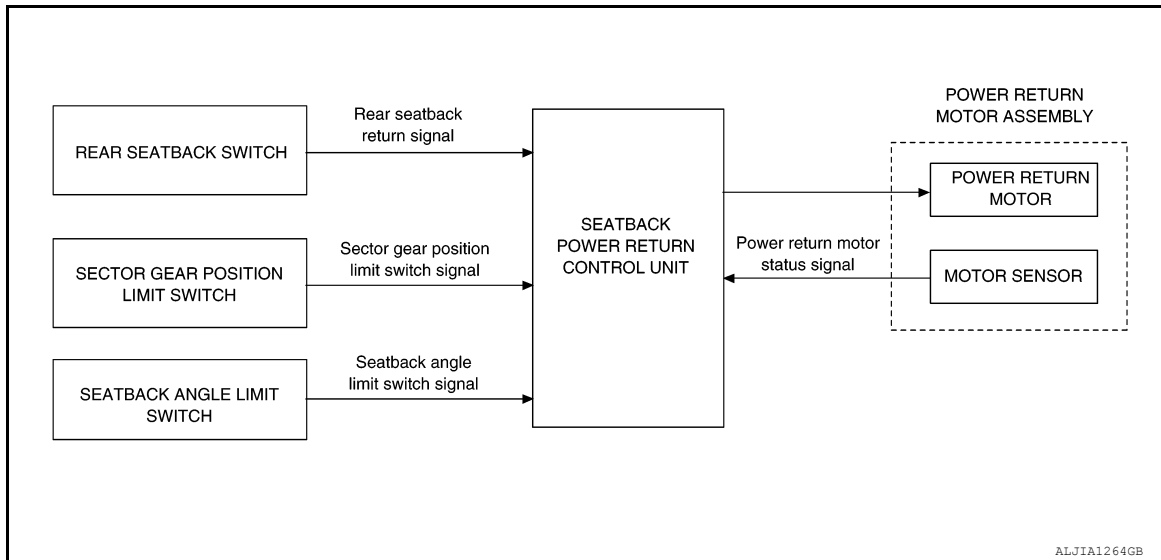 REAR SEATBACK SWITCH
Rear seatback
return signal
SECTOR GEAR POSITION
LIMIT SWITCH
Sector gear position
limit switch signal
SEATBACK ANGLE LIMIT
SWITCH
Seatback angle
limit switch signal
SEATBACK
POWER RETURN
CONTROL UNIT
Power return motor
status signal
POWER RETURN
MOTOR ASSEMBLY
POWER RETURN
MOTOR
MOTOR SENSOR
ALJIA1264GB